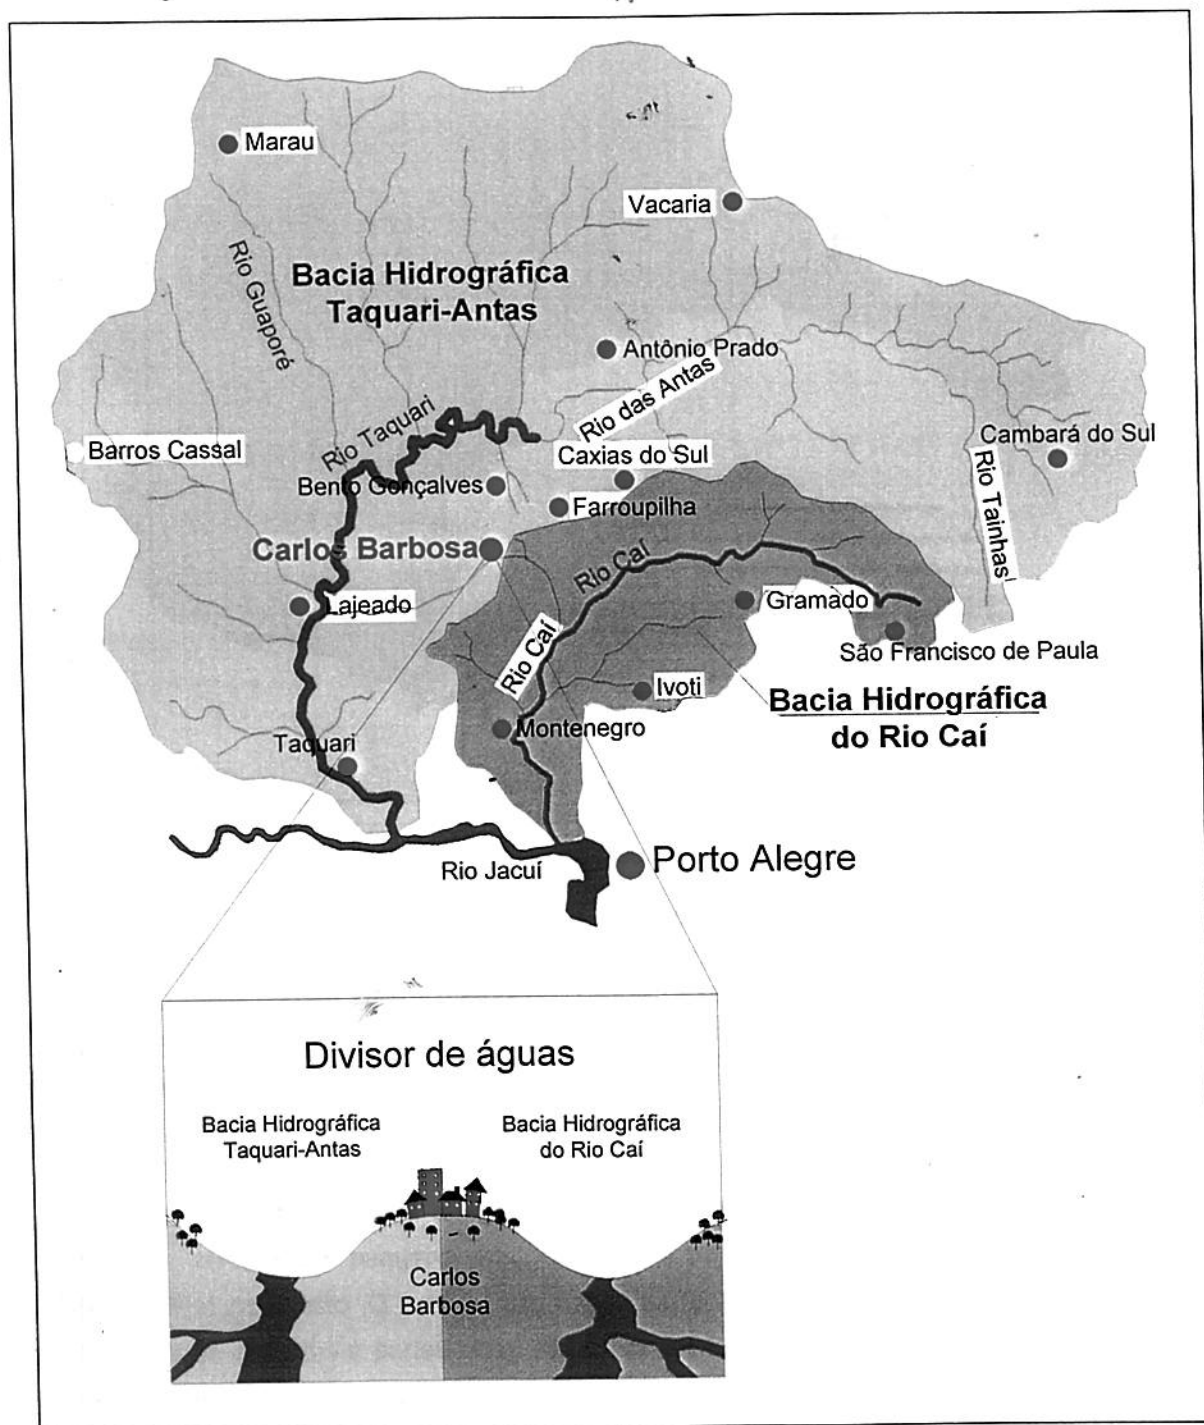 Marau
Vacaria
Rio Guaporé
Bacia Hidrográfica
Taquari-Antas
Antônio Prado
Rio das Antas
Rio Taquari
Barros Cassal
Cambará do Sul
Caxias do Sul
Bento Gonçalves
Rio Tainhas
Farroupilha
Carlos Barbosa
Rio Caí
Lajeado
Gramado
São Francisco de Paula
Rio Caí
Ivoti
Bacia Hidrográfica
do Rio Caí
Montenegro
Taquari
Porto Alegre
Rio Jacuí
Divisor de águas
Bacia Hidrográfica
Taquari-Antas
Bacia Hidrográfica
do Rio Caí
Carlos
Barbosa